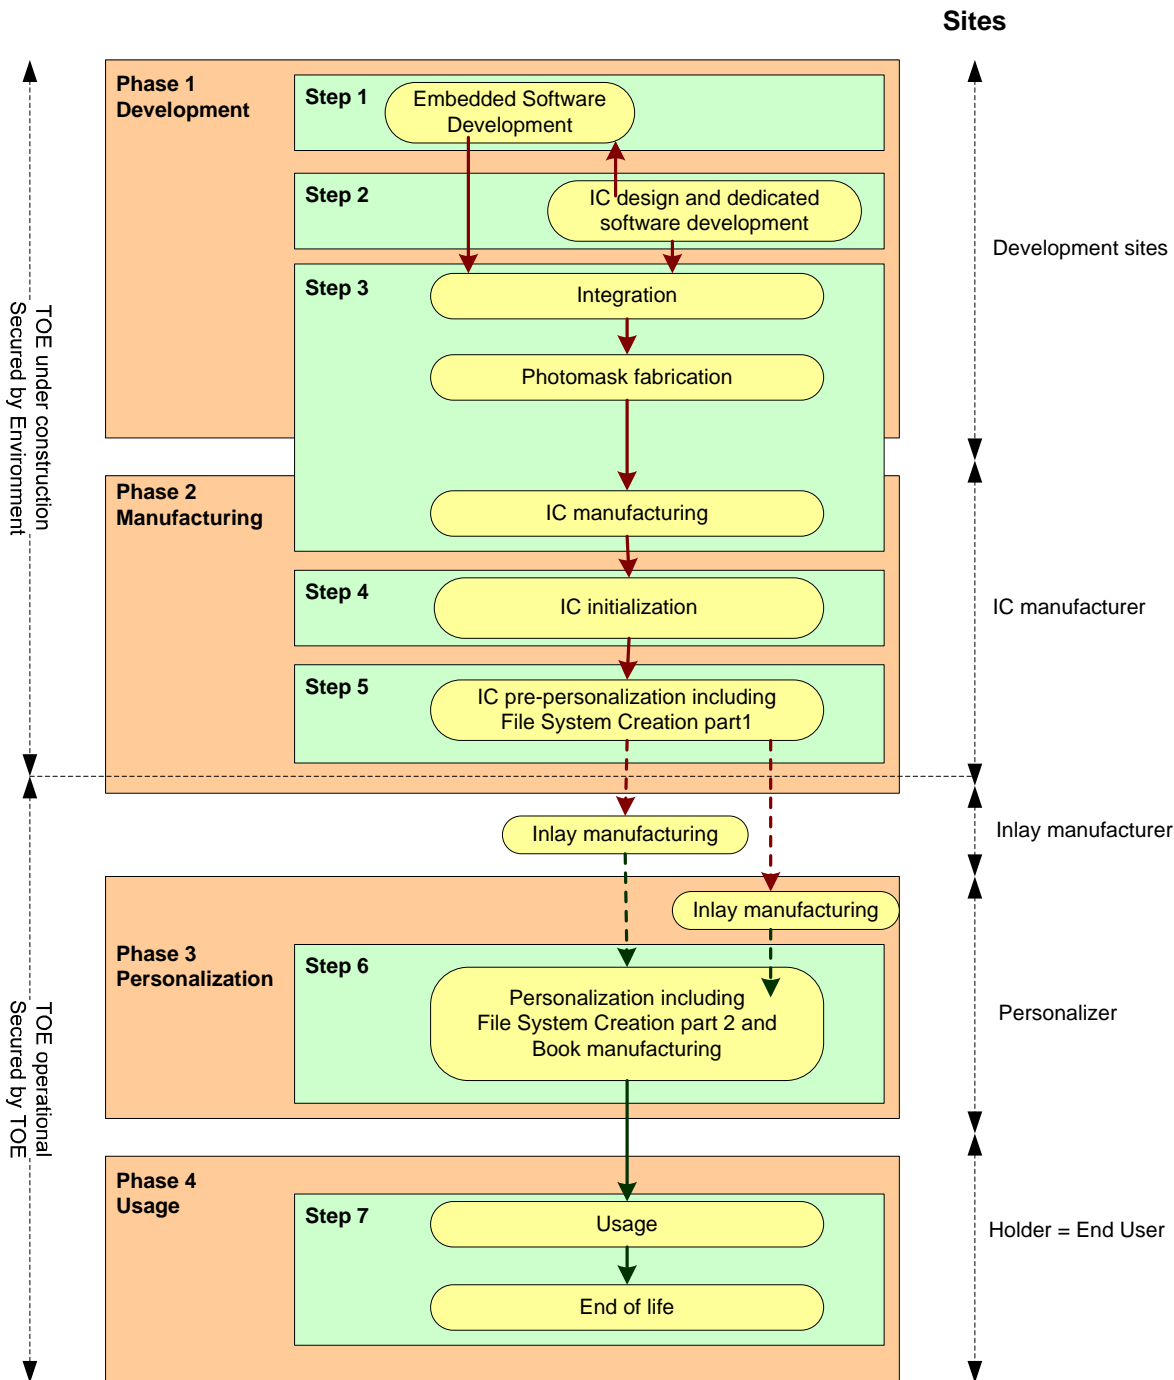 Sites
Phase 1
Development
Step 1
Embedded Software
Development
Step 2
IC design and dedicated
software development
Development sites
Step 3
Integration
Photomask fabrication
TOE under construction
Secured by Environment
Phase 2
Manufacturing
IC manufacturing
Step 4
IC initialization
IC manufacturer
Step 5
IC pre-personalization including
File System Creation part1
Inlay manufacturing
Inlay manufacturer
Inlay manufacturing
Phase 3
Personalization
Step 6
Personalization including
File System Creation part 2 and
Book manufacturing
Personalizer
TOE operational
Secured by TOE
Phase 4
Usage
Step 7
Usage
Holder = End User
End of life